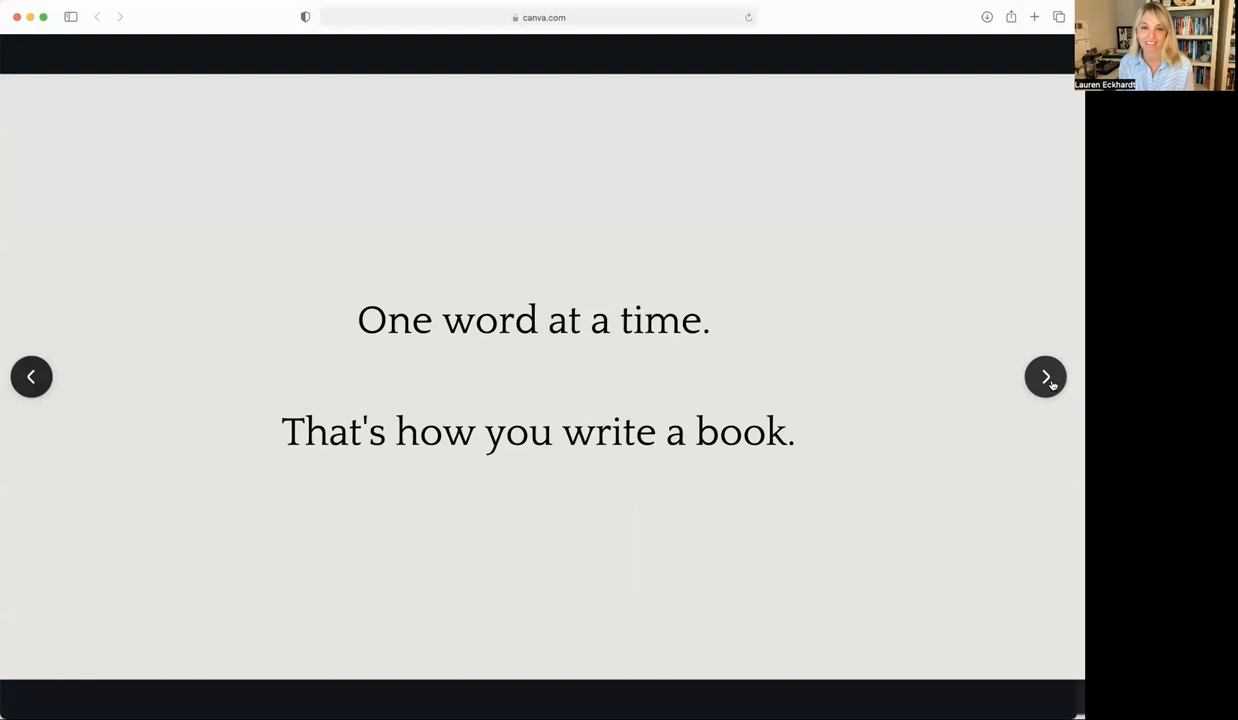 canva.com
Lauren Eckhardt
One word at a time.
That's how you write a book.